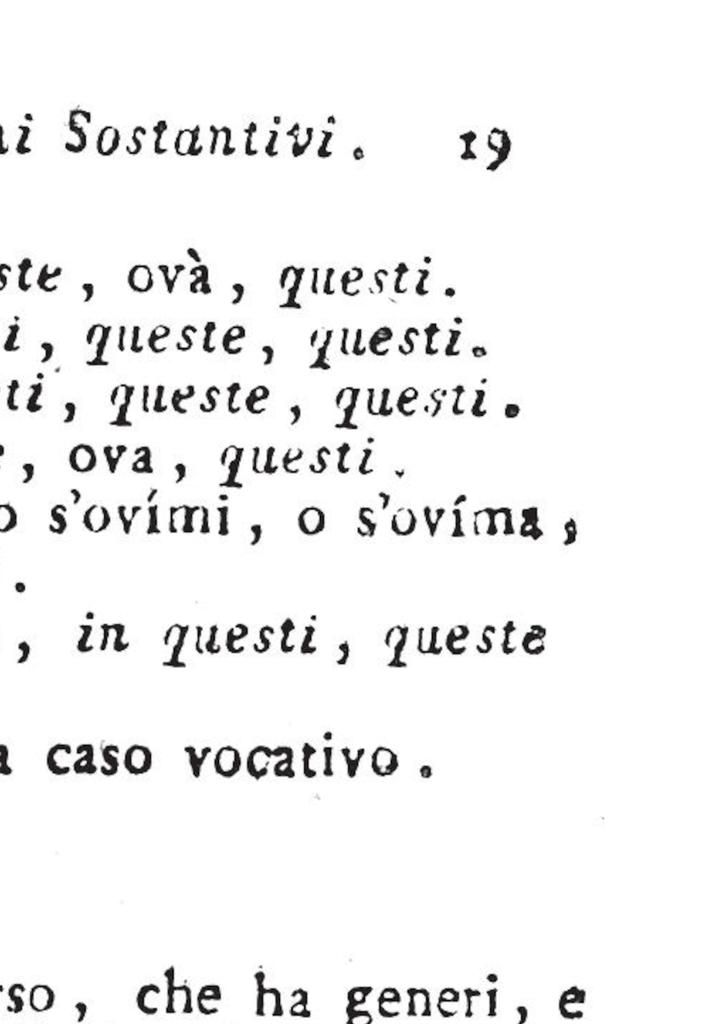 ni Sostantivi. 19
ste, ovà, questi.
i, queste, questi.
ti, queste, questi.
, ova, questi.
o s'ovími, o s'ovíma,
.
, in questi, queste
a caso vocativo.
rso, che ha generi, e